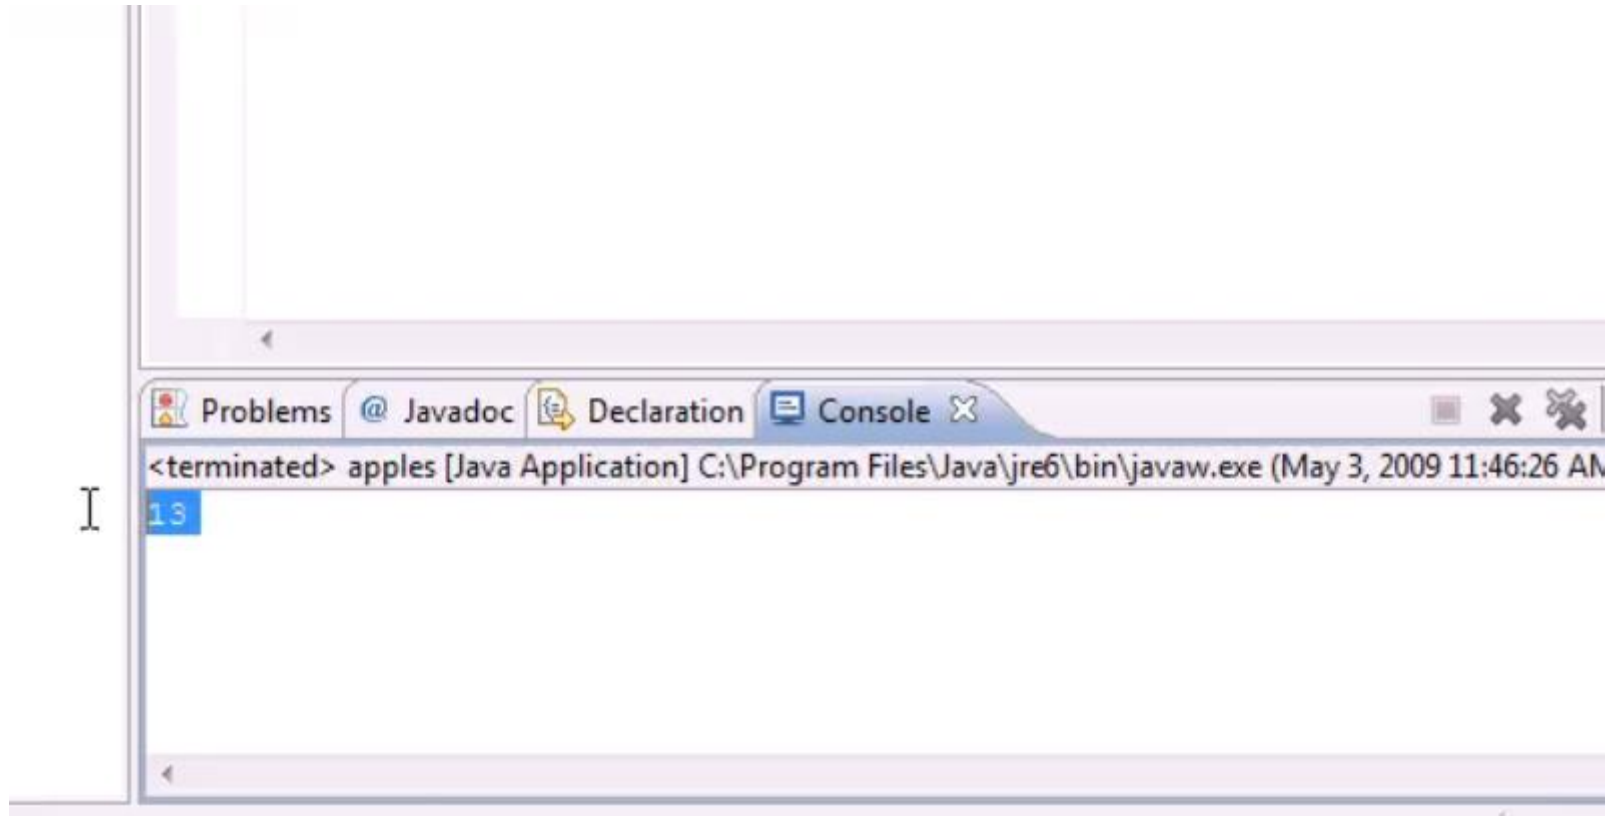 Problems @ Javadoc Declaration Console
<terminated> apples [Java Application] C:\Program Files\Java\jre6\bin\javaw.exe (May 3, 2009 11:46:26 AM
13